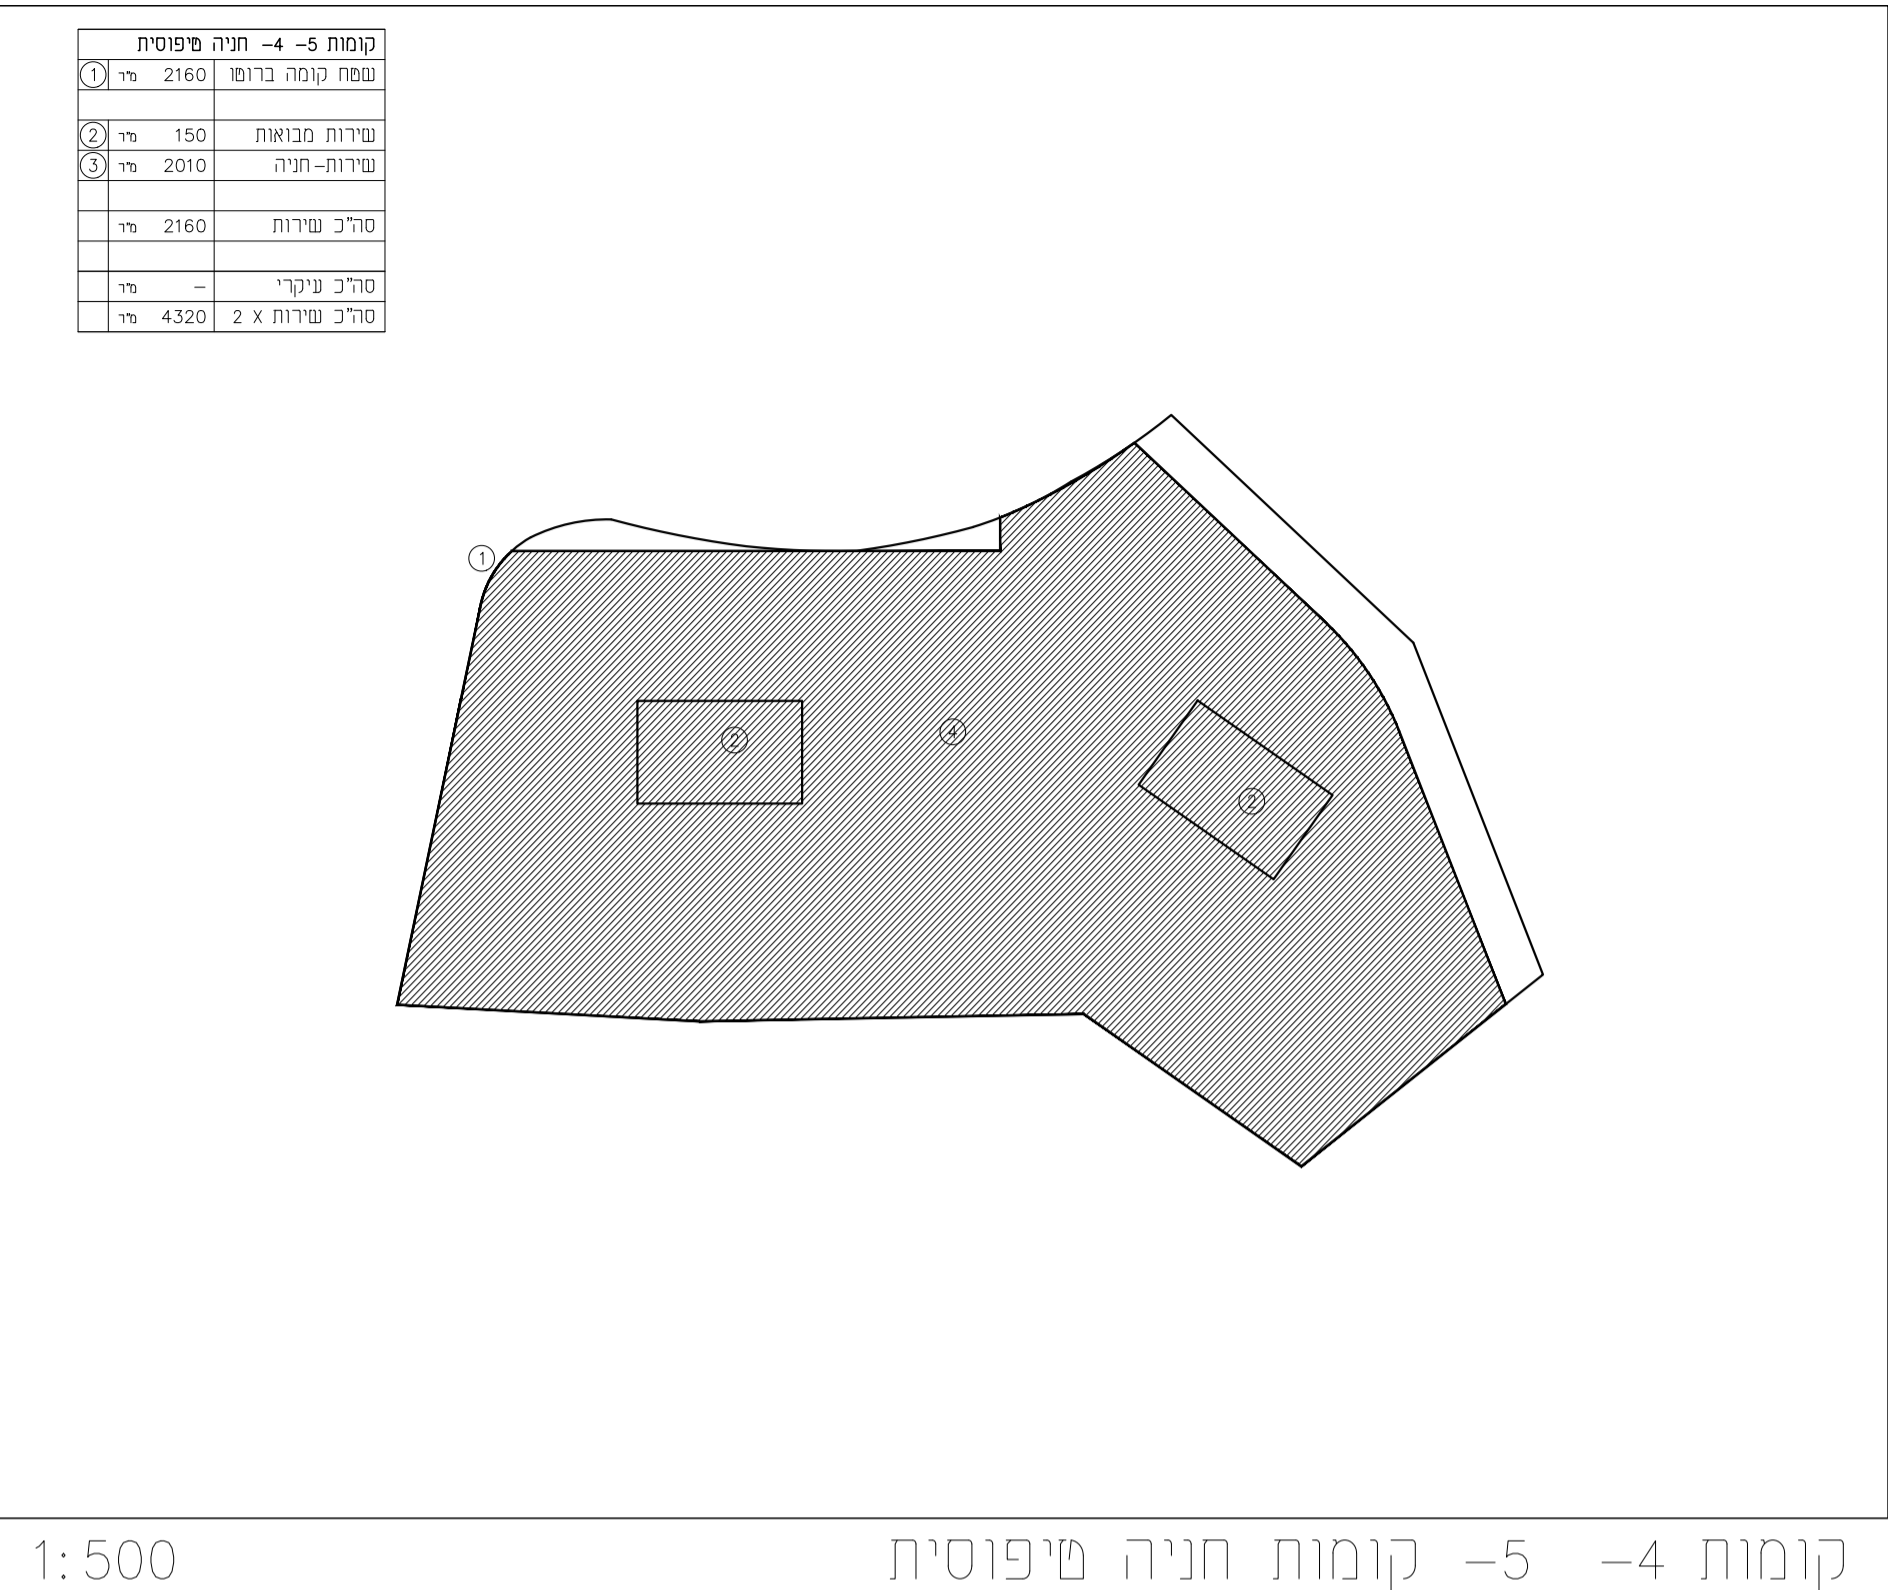 קומות 5- 4- חניה טיפוסית
שטח קומה ברוטו 2160 מ"ר 1
שירות מבואות 150 מ"ר 2
שירות-חניה 2010 מ"ר 3
סה"כ שירות 2160 מ"ר
סה"כ עיקרי - מ"ר
סה"כ שירות 2 X 4320 מ"ר
1
2
4
2
קומות 4- 5- קומות חניה טיפוסית
1:500